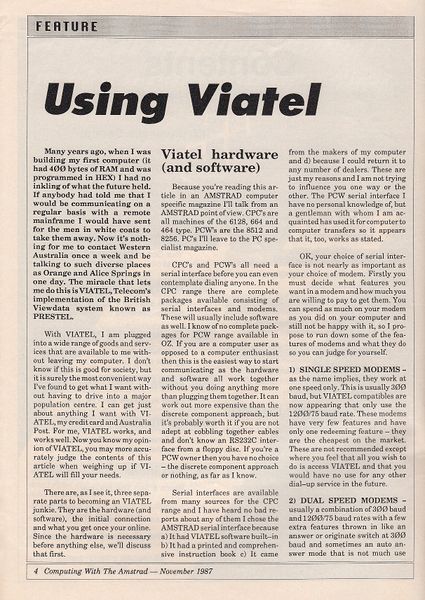 FEATURE
Using Viatel
Many years ago, when I was
building my first computer (it
had 4ØØ bytes of RAM and was
programmed in HEX) I had no
inkling of what the future held.
If anybody had told me that I
would be communicating on a
regular basis with a remote
mainframe I would have sent
for the men in white coats to
take them away. Now it's noth-
ing for me to contact Western
Australia once a week and be
talking to such diverse places
as Orange and Alice Springs in
one day. The miracle that lets
me do this is VIATEL, Telecom's
implementation of the British
Viewdata system known as
PRESTEL.
With VIATEL, I am plugged
into a wide range of goods and serv-
ices that are available to me with-
out leaving my computer. I don't
know if this is good for society, but
it is surely the most convenient way
I've found to get what I want with-
out having to drive into a major
population centre. I can get just
about anything I want with VI-
ATEL, my credit card and Australia
Post. For me, VIATEL works, and
works well. Now you know my opin-
ion of VIATEL, you may more accu-
rately judge the contents of this
article when weighing up if VI-
ATEL will fill your needs.
There are, as I see it, three sepa-
rate parts to becoming an VIATEL
junkie. They are the hardware (and
software), the initial connection
and what you get once your online.
Since the hardware is necessary
before anything else, we'll discuss
that first.
Viatel hardware
(and software)
Because you're reading this ar-
ticle in an AMSTRAD computer
specific magazine I'll talk from an
AMSTRAD point of view. CPC's are
all machines of the 6128, 664 and
464 type. PCW's are the 8512 and
8256. PC's I'll leave to the PC spe-
cialist magazine.
CPC's and PCW's all need a
serial interface before you can even
contemplate dialing anyone. In the
CPC range there are complete
packages available consisting of
serial interfaces and modems.
These will usually include software
as well. I know of no complete pack-
ages for PCW range available in
OZ. If you are a computer user as
opposed to a computer enthusiast
then this is the easiest way to start
communicating as the hardware
and software all work together
without you doing anything more
than plugging them together. It can
work out more expensive than the
discrete component approach, but
it's probably worth it if you are not
adept at cobbling together cables
and don't know an RS232C inter-
face from a floppy disc. If you're a
PCW owner then you have no choice
– the discrete component approach
or nothing, as far as I know.
Serial interfaces are available
from many sources for the CPC
range and I have heard no bad re-
ports about any of them I chose the
AMSTRAD serial interface because
a) It had VIATEL software built–in
b) It had a printed and comprehen-
sive instruction book c) It came
from the makers of my computer
and d) because I could return it to
any number of dealers. These are
just my reasons and I am not trying
to influence you one way or the
other. The PCW serial interface I
have no personal knowledge of, but
a gentleman with whom I am ac-
quainted has used it for computer to
computer transfers so it appears
that it, too, works as stated.
OK, your choice of serial inter-
face is not nearly as important as
your choice of modem. Firstly you
must decide what features you
want in a modem and how much you
are willing to pay to get them. You
can spend as much on your modem
as you did on your computer and
still not be happy with it, so I pro-
pose to run down some of the fea-
tures of modems and what they do
so you can judge for yourself.
1) SINGLE SPEED MODEMS –
as the name implies, they work at
one speed only. This is usually 3ØØ
baud, but VIATEL compatibles are
now appearing that only use the
12ØØ/75 baud rate. These modems
have very few features and have
only one redeeming feature – they
are the cheapest on the market.
These are not recommended except
where you feel that all you wish to
do is access VIATEL and that you
would have no use for any other
dial–up service in the future.
2) DUAL SPEED MODEMS –
usually a combination of 3ØØ baud
and 12ØØ/75 baud rates with a few
extra features thrown in like an
answer or originate switch at 3ØØ
baud and sometimes an auto an-
swer mode that is not much use
4 Computing With The Amstrad — November 1987